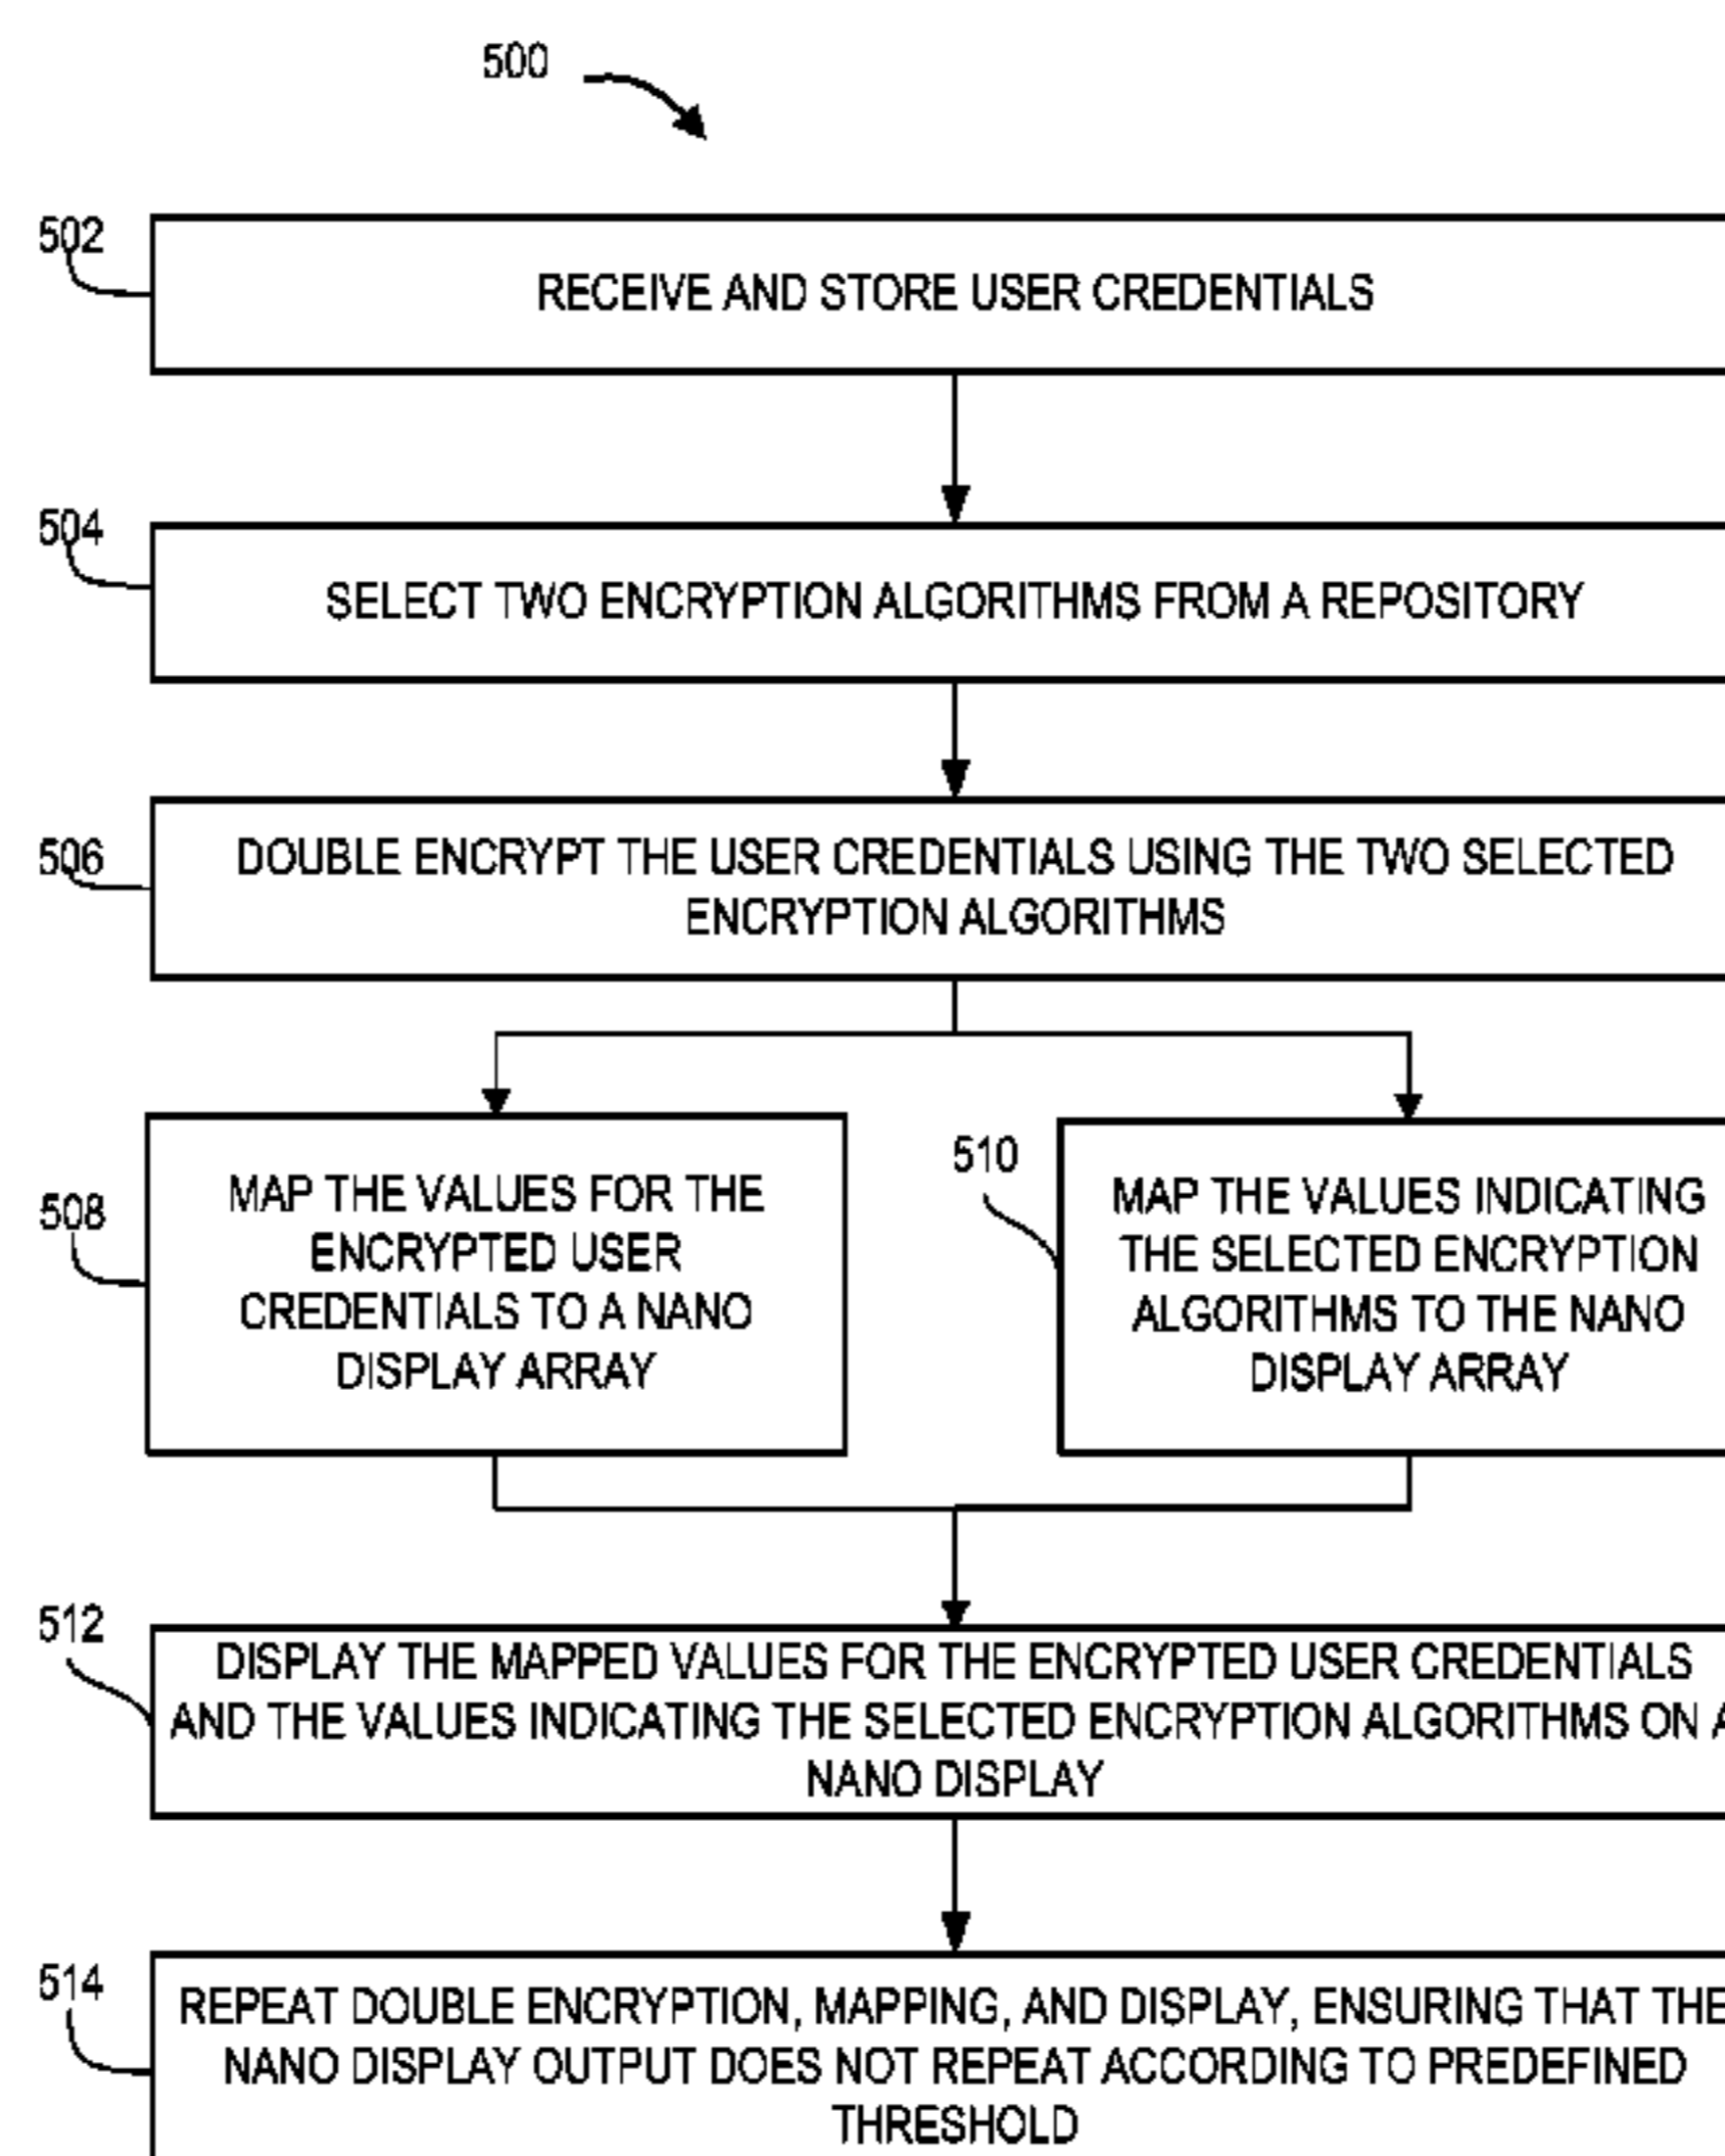 500
502
RECEIVE AND STORE USER CREDENTIALS
504
SELECT TWO ENCRYPTION ALGORITHMS FROM A REPOSITORY
506
DOUBLE ENCRYPT THE USER CREDENTIALS USING THE TWO SELECTED
ENCRYPTION ALGORITHMS
508
MAP THE VALUES FOR THE
ENCRYPTED USER
CREDENTIALS TO A NANO
DISPLAY ARRAY
510
MAP THE VALUES INDICATING
THE SELECTED ENCRYPTION
ALGORITHMS TO THE NANO
DISPLAY ARRAY
512
DISPLAY THE MAPPED VALUES FOR THE ENCRYPTED USER CREDENTIALS
AND THE VALUES INDICATING THE SELECTED ENCRYPTION ALGORITHMS ON A
NANO DISPLAY
514
REPEAT DOUBLE ENCRYPTION, MAPPING, AND DISPLAY, ENSURING THAT THE
NANO DISPLAY OUTPUT DOES NOT REPEAT ACCORDING TO PREDEFINED
THRESHOLD